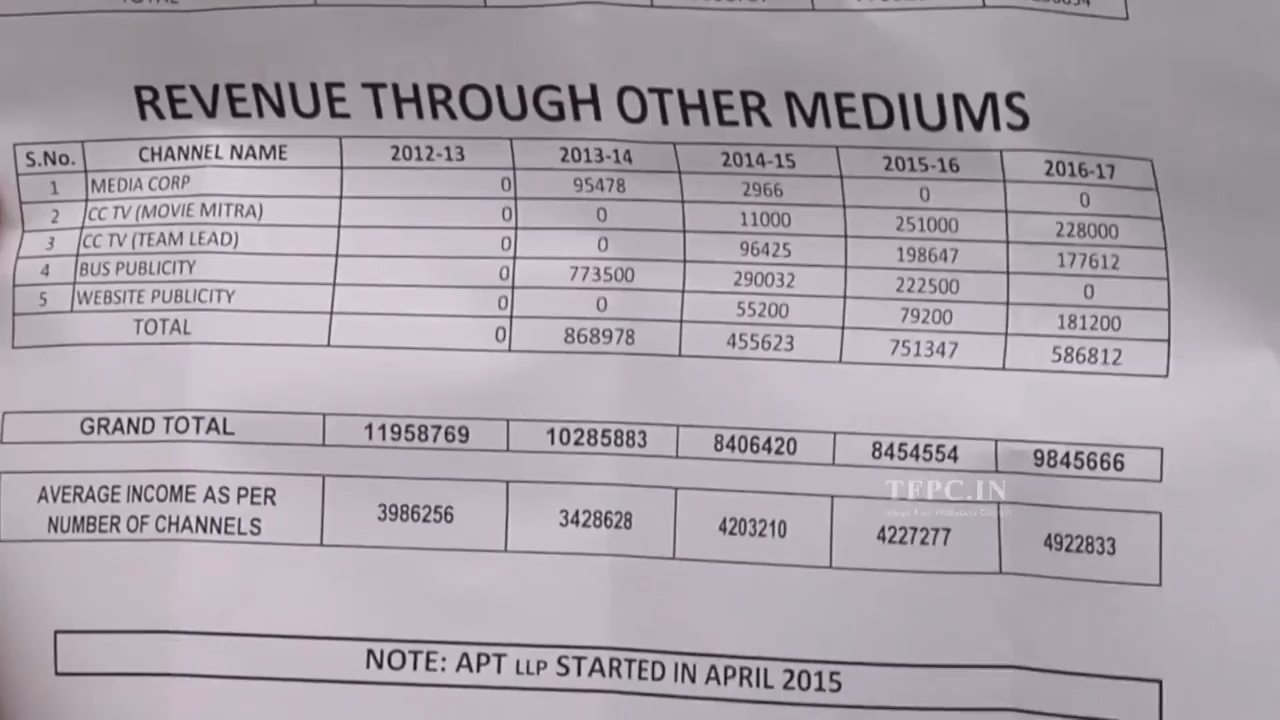 TOTAL
REVENUE THROUGH OTHER MEDIUMS
S.No. CHANNEL NAME 2012-13 2013-14 2014-15 2015-16 2016-17
1 MEDIA CORP 0 95478 2966 0 0
2 CC TV (MOVIE MITRA) 0 0 11000 251000 228000
3 CC TV (TEAM LEAD) 0 0 96425 198647 177612
4 BUS PUBLICITY 0 773500 290032 222500 0
5 WEBSITE PUBLICITY 0 0 55200 79200 181200
TOTAL 0 868978 455623 751347 586812
GRAND TOTAL 11958769 10285883 8406420 8454554 9845666
AVERAGE INCOME AS PER
NUMBER OF CHANNELS 3986256 3428628 4203210 4227277 4922833
TFPC.IN
NOTE: APT LLP STARTED IN APRIL 2015